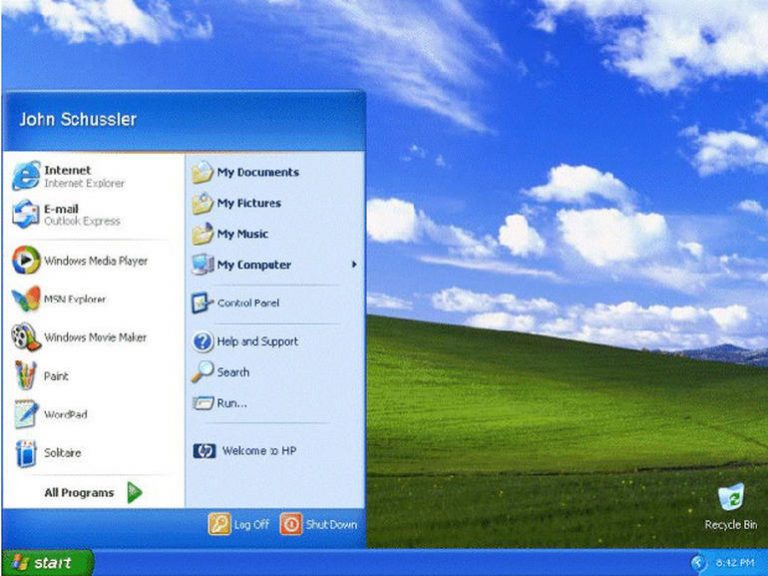 John Schussler
Internet
Internet Explorer
E-mail
Outlook Express
Windows Media Player
MSN Explorer
Windows Movie Maker
Paint
WordPad
Solitaire
All Programs
My Documents
My Pictures
My Music
My Computer
Control Panel
Help and Support
Search
Run...
hp
Welcome to HP
Log Off
Shut Down
Recycle Bin
start
8:42 PM